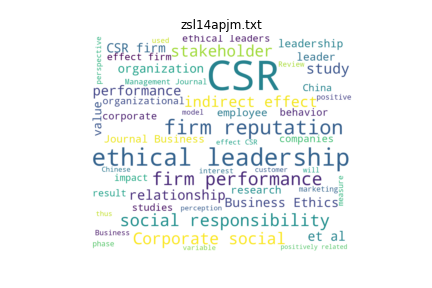 zsl14apjm.txt
used
ethical leaders
perspective
CSR firm
stakeholder
leadership
effect firm
leader
CSR
organization
Review
study
Management Journal
performance
China
organizational
indirect effect
positive
value
corporate
model
employee
behavior
firm reputation
Journal Business
effect CSR
companies
ethical leadership
Chinese
interest
customer
will
impact
firm performance
measure
result
relationship
research
marketing
studies
perception
Business Ethics
thus
social responsibility
Business
phase
Corporate social
et al
variable
positively related